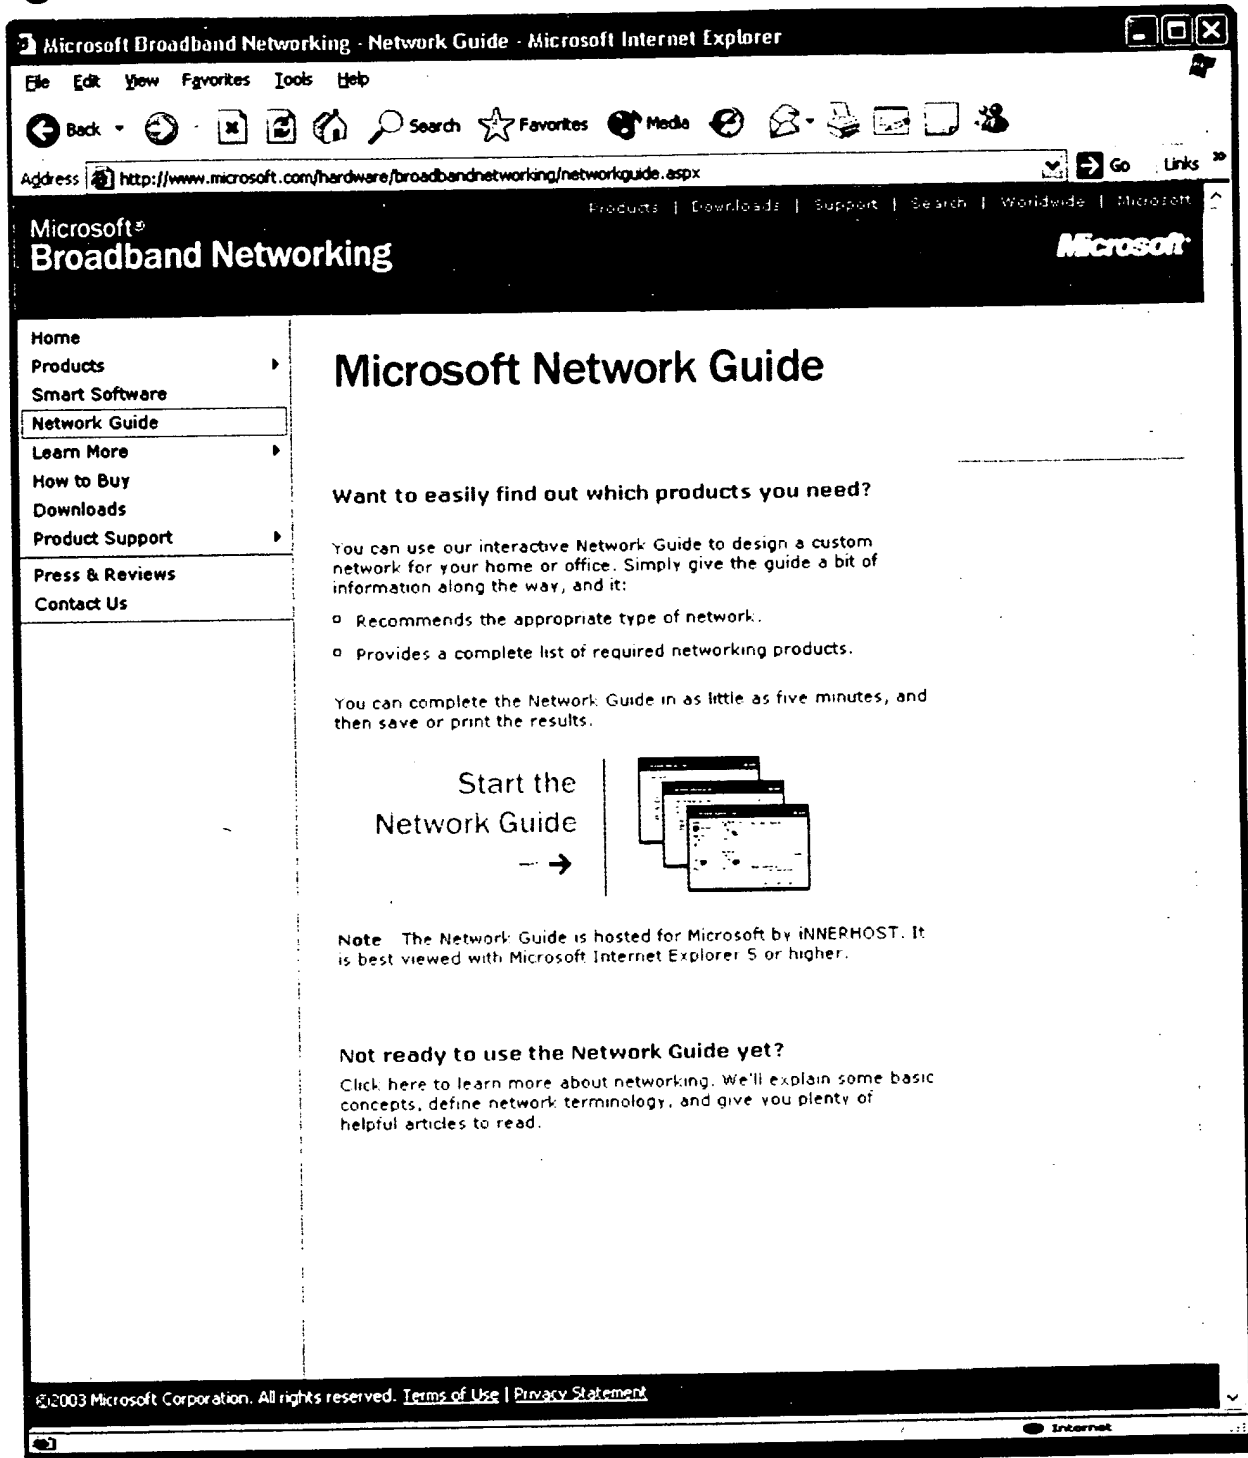 Microsoft Broadband Networking - Network Guide - Microsoft Internet Explorer
File Edit View Favorites Tools Help
Back Search Favorites Media
Address http://www.microsoft.com/hardware/broadbandnetworking/networkguide.aspx Go Links »
Products | Downloads | Support | Search | Worldwide | Microsoft
Microsoft®
Broadband Networking
Microsoft
Home
Products
Smart Software
Network Guide
Learn More
How to Buy
Downloads
Product Support
Press & Reviews
Contact Us
Microsoft Network Guide
Want to easily find out which products you need?
You can use our interactive Network Guide to design a custom
network for your home or office. Simply give the guide a bit of
information along the way, and it:
Recommends the appropriate type of network.
Provides a complete list of required networking products.
You can complete the Network Guide in as little as five minutes, and
then save or print the results.
Start the
Network Guide
Note The Network Guide is hosted for Microsoft by iNNERHOST. It
is best viewed with Microsoft Internet Explorer 5 or higher.
Not ready to use the Network Guide yet?
Click here to learn more about networking. We'll explain some basic
concepts, define network terminology, and give you plenty of
helpful articles to read.
©2003 Microsoft Corporation. All rights reserved. Terms of Use | Privacy Statement
Internet